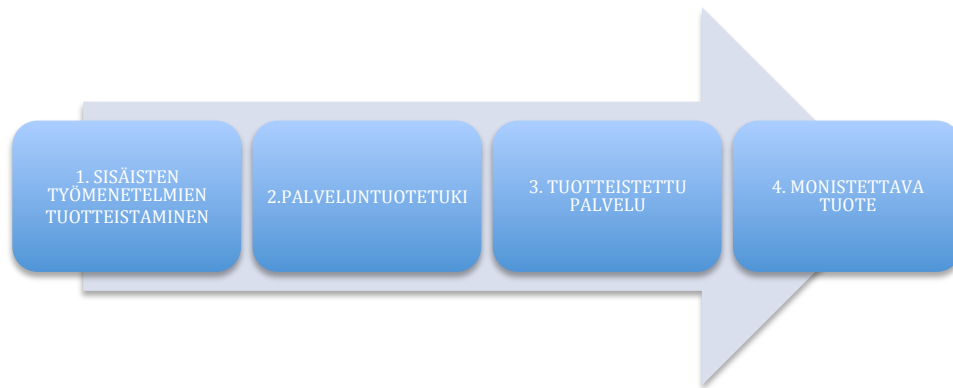 1. SISÄISTEN
TYÖMENETELMIEN
TUOTTEISTAMINEN
2.PALVELUNTUOTETUKI
3. TUOTTEISTETTU
PALVELU
4. MONISTETTAVA
TUOTE